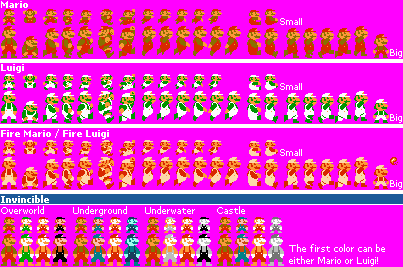 Mario
Small
Big
Luigi
Small
Big
Fire Mario / Fire Luigi
Small
Big
Invincible
Overworld Underground Underwater Castle
The first color can be
either Mario or Luigi!